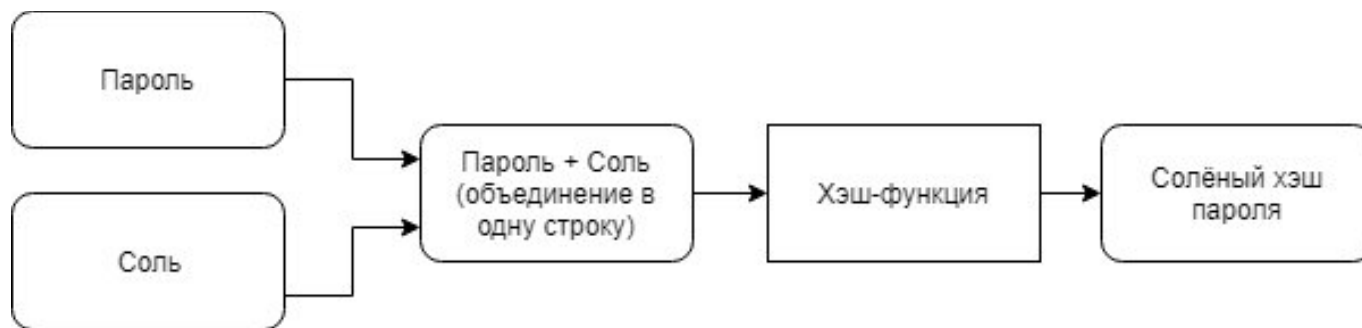 Пароль
Соль
Пароль + Соль
(объединение в
одну строку)
Хэш-функция
Солёный хэш
пароля